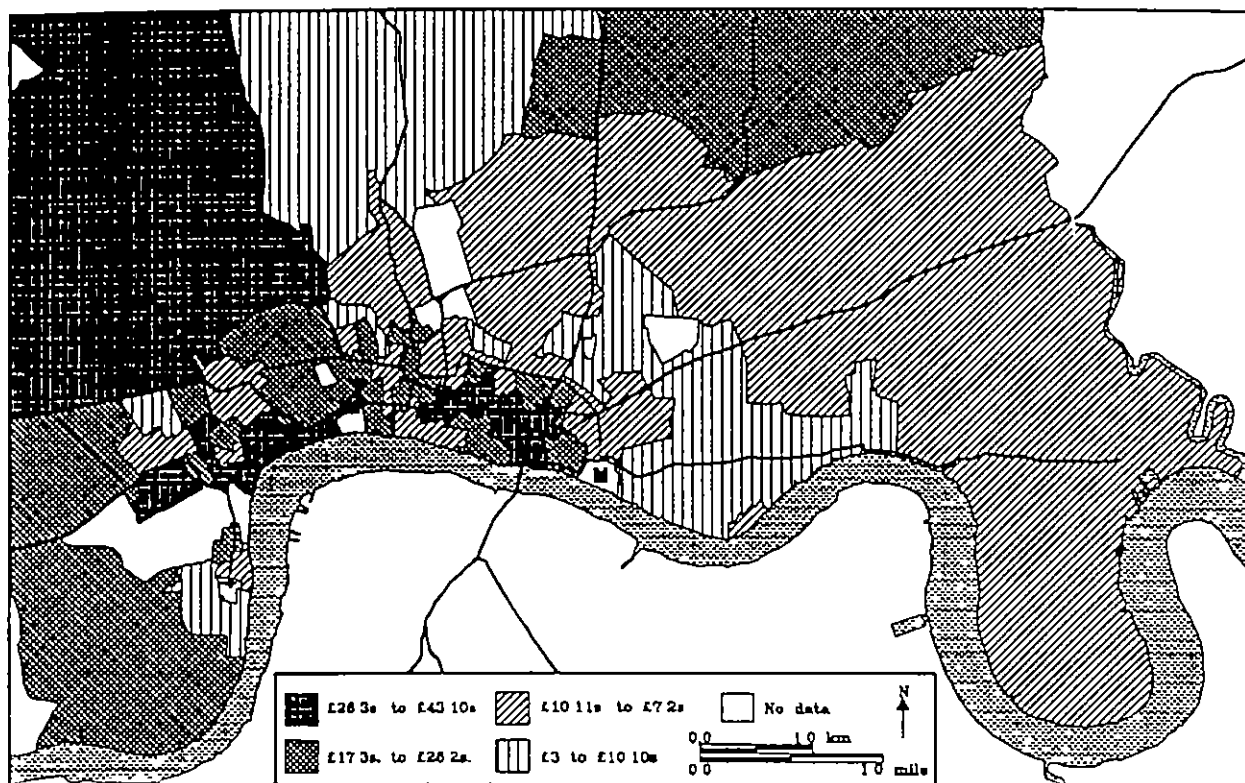 £26 3s to £43 10s
£10 11s to £7 2s
No data
N
£17 3s. to £26 2s.
£3 to £10 10s
0.0 1.0 km
0.0 1.0 mile